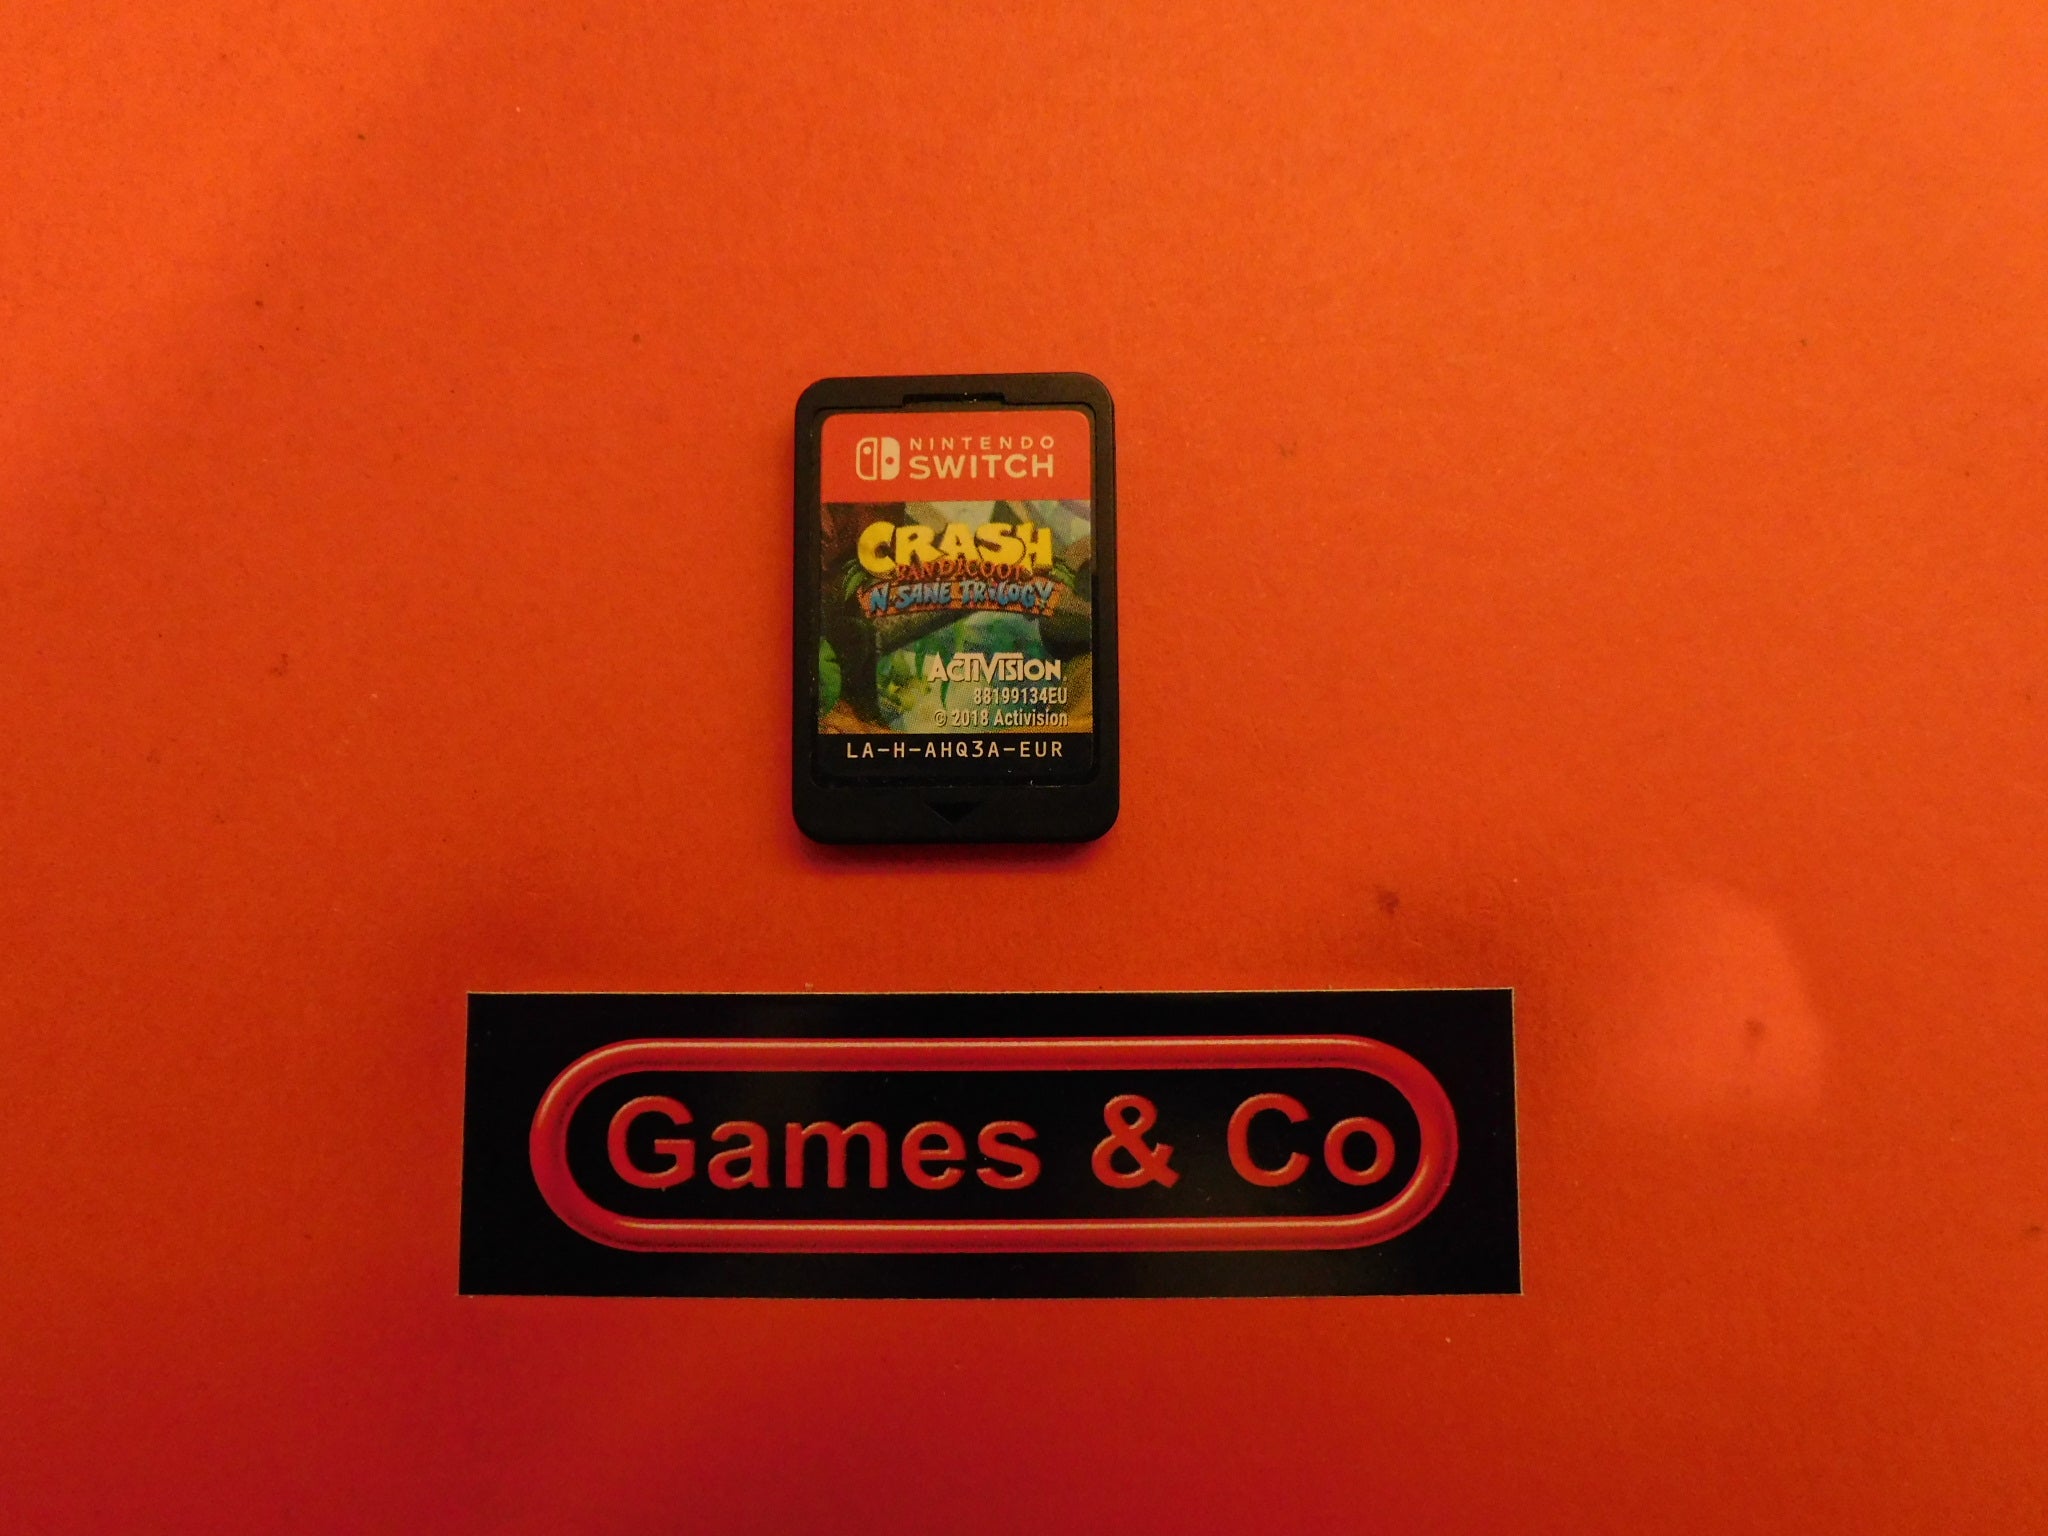 NINTENDO
SWITCH
CRASH
BANDICOOT
N. SANE TRILOGY
ACTIVISION
88199134EU
© 2018 Activision
LA-H-AHQ3A-EUR
Games & Co